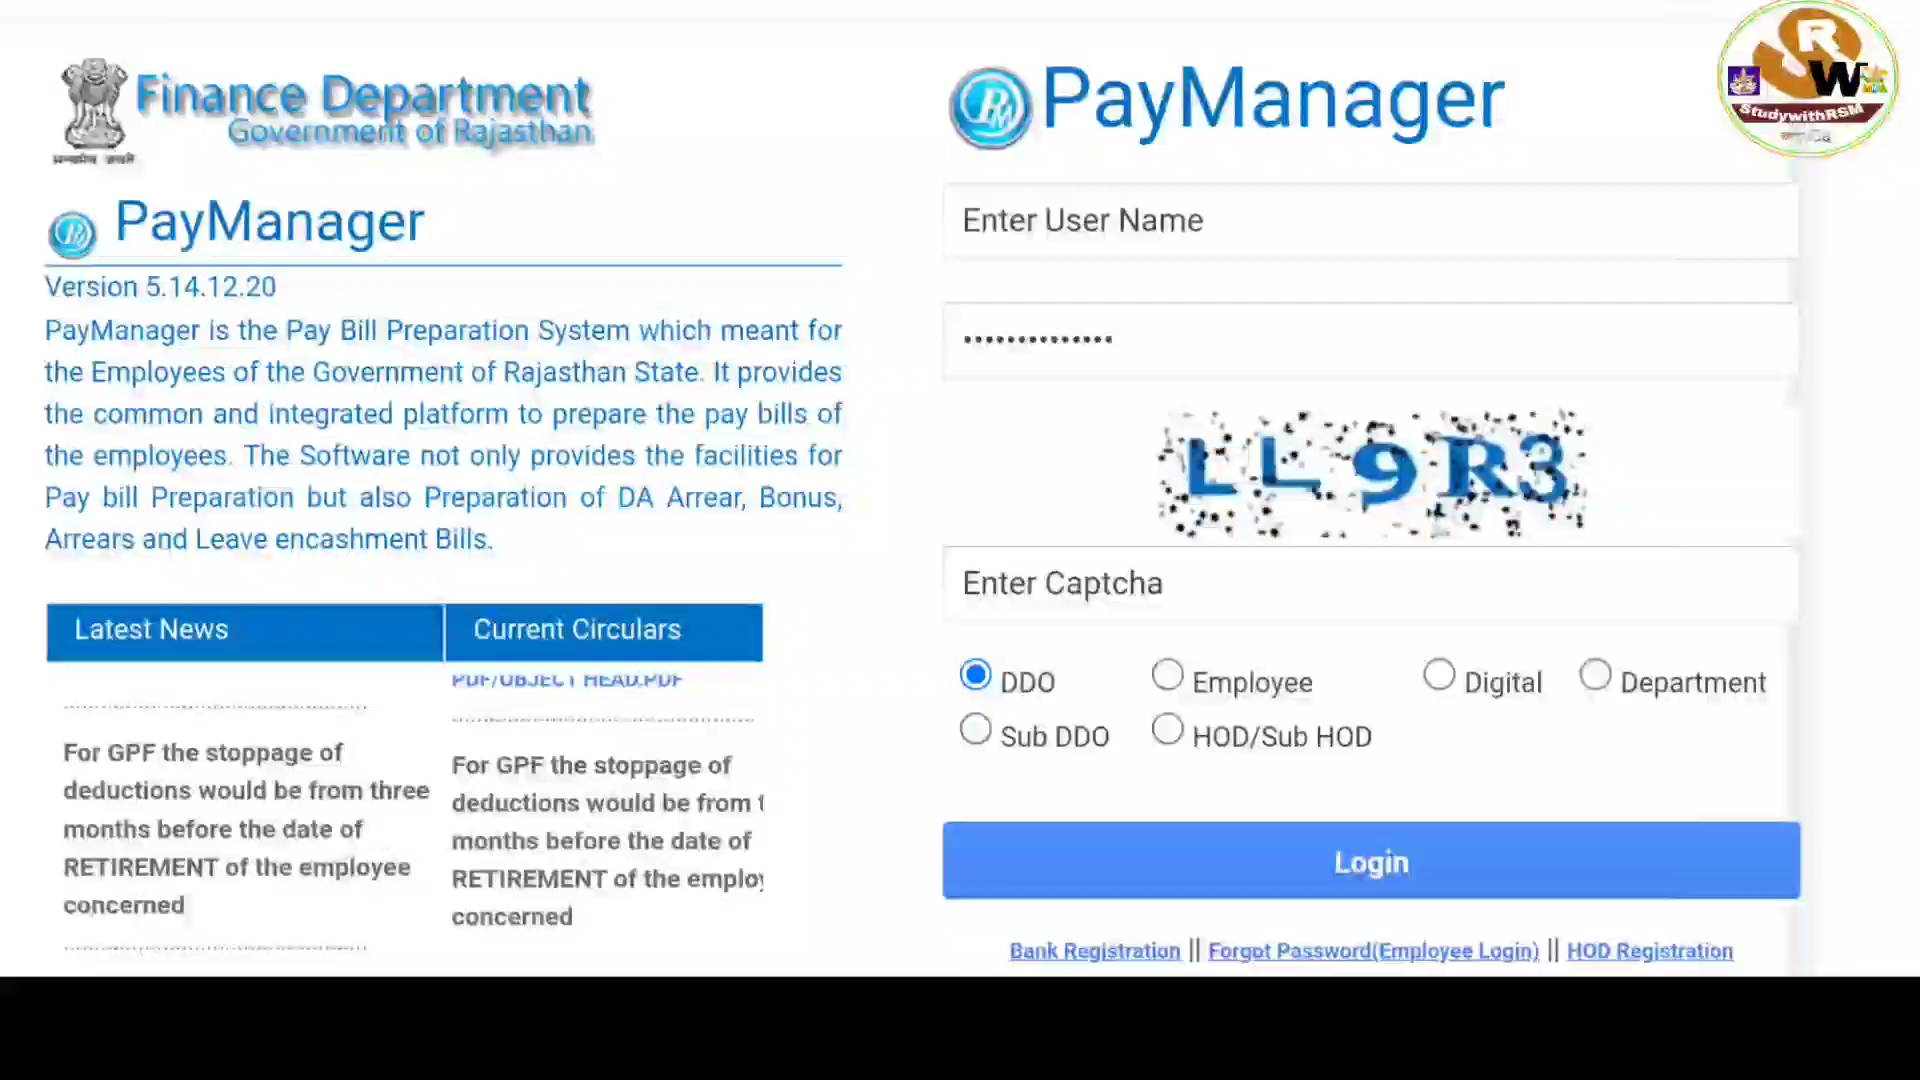 Finance Department
Government of Rajasthan
PayManager
Version 5.14.12.20
PayManager is the Pay Bill Preparation System which meant for
the Employees of the Government of Rajasthan State. It provides
the common and integrated platform to prepare the pay bills of
the employees. The Software not only provides the facilities for
Pay bill Preparation but also Preparation of DA Arrear, Bonus,
Arrears and Leave encashment Bills.
Latest News
Current Circulars
PDF/OBJECT HEAD.PDF
For GPF the stoppage of
deductions would be from three
months before the date of
RETIREMENT of the employee
concerned
For GPF the stoppage of
deductions would be from
months before the date of
RETIREMENT of the
concerned
PayManager
Enter User Name
••••••••••••••
LL9R3
Enter Captcha
DDO Employee Digital Department
Sub DDO HOD/Sub HOD
Login
Bank Registration || Forgot Password(Employee Login) || HOD Registration
R
W
StudywithRSM